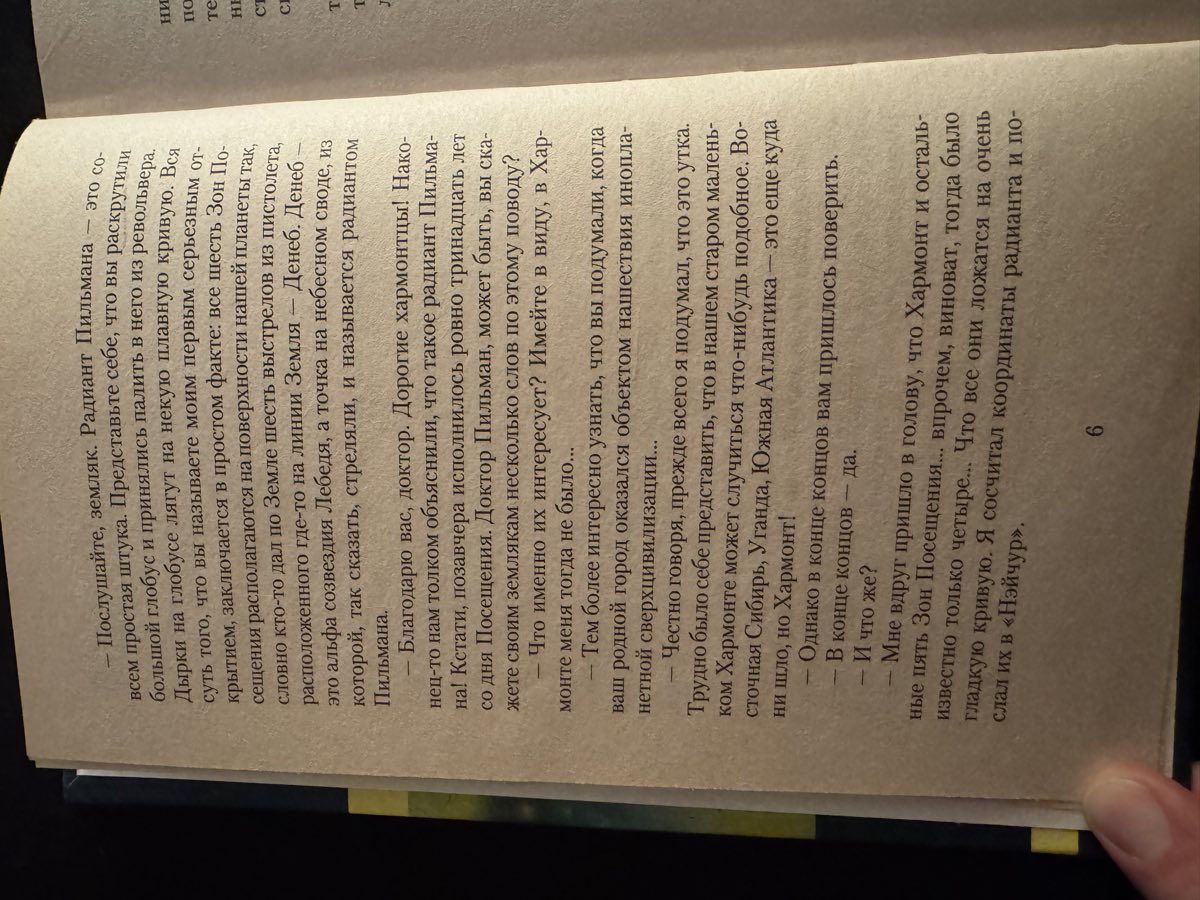 — Послушайте, земляк. Радиант Пильмана — это со-
всем простая штука. Представьте себе, что вы раскрутили
большой глобус и принялись палить в него из револьвера.
Дырки на глобусе лягут на некую плавную кривую. Вся
суть того, что вы называете моим первым серьезным от-
крытием, заключается в простом факте: все шесть Зон По-
сещения располагаются на поверхности нашей планеты так,
словно кто-то дал по Земле шесть выстрелов из пистолета,
расположенного где-то на линии Земля — Денеб. Денеб —
это альфа созвездия Лебедя, а точка на небесном своде, из
которой, так сказать, стреляли, и называется радиантом
Пильмана.
— Благодарю вас, доктор. Дорогие хармонтцы! Нако-
нец-то нам толком объяснили, что такое радиант Пильма-
на! Кстати, позавчера исполнилось ровно тринадцать лет
со дня Посещения. Доктор Пильман, может быть, вы ска-
жете своим землякам несколько слов по этому поводу?
— Что именно их интересует? Имейте в виду, в Хар-
монте меня тогда не было...
— Тем более интересно узнать, что вы подумали, когда
ваш родной город оказался объектом нашествия инопла-
нетной сверхцивилизации...
— Честно говоря, прежде всего я подумал, что это утка.
Трудно было себе представить, что в нашем старом малень-
ком Хармонте может случиться что-нибудь подобное. Во-
сточная Сибирь, Уганда, Южная Атлантика — это еще куда
ни шло, но Хармонт!
— Однако в конце концов вам пришлось поверить.
— В конце концов — да.
— И что же?
— Мне вдруг пришло в голову, что Хармонт и осталь-
ные пять Зон Посещения... впрочем, виноват, тогда было
известно только четыре... Что все они ложатся на очень
гладкую кривую. Я сосчитал координаты радианта и по-
слал их в «Нэйчур».
6